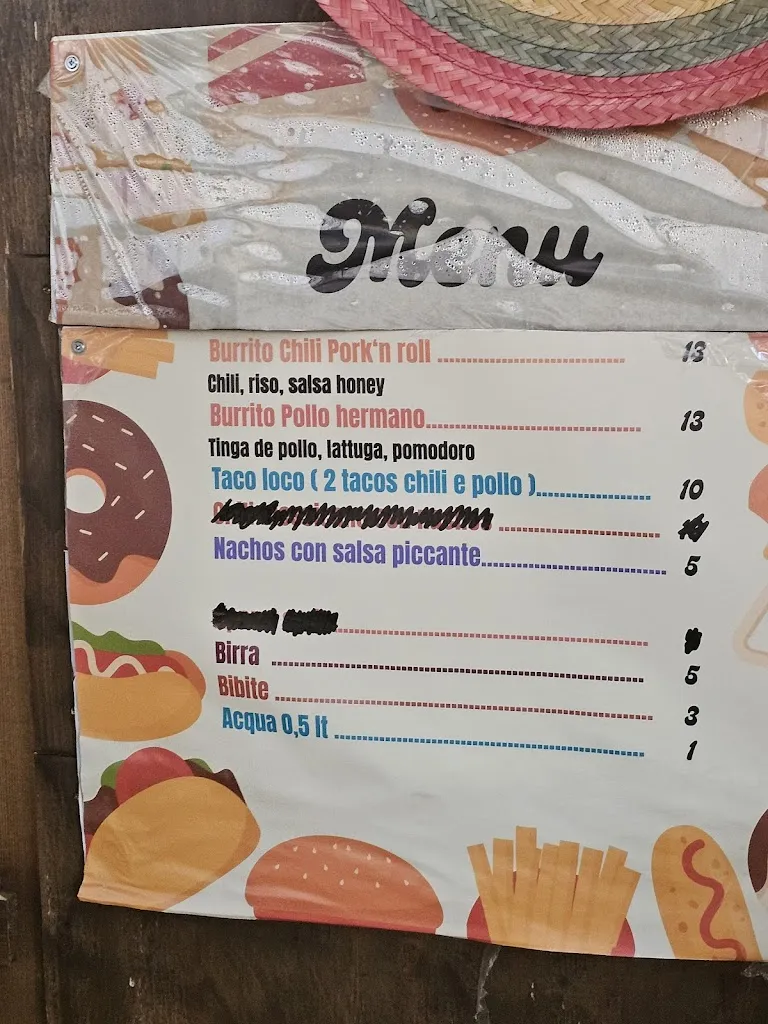 Menu
Burrito Chili Pork'n roll ........................................ 13
Chili, riso, salsa honey
Burrito Pollo hermano........................................ 13
Tinga de pollo, lattuga, pomodoro
Taco loco ( 2 tacos chili e pollo )........................ 10
Nachos con salsa piccante........................................ 5
Birra ........................................ 5
Bibite ........................................ 3
Acqua 0,5 lt ........................................ 1